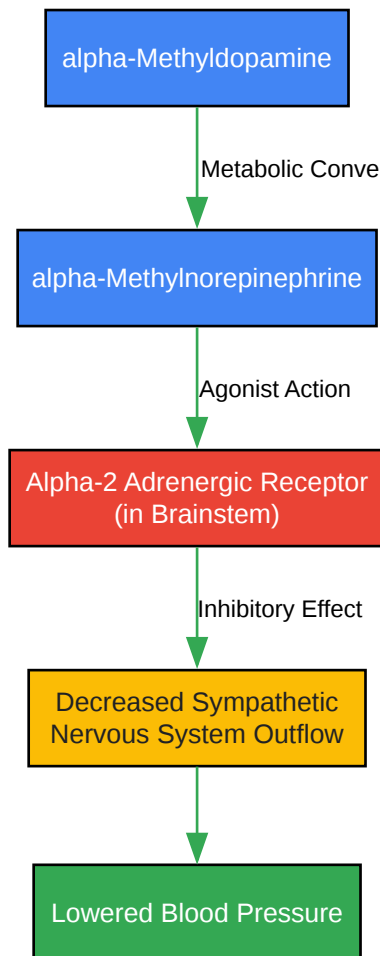 alpha-Methyldopamine
Metabolic Conve
alpha-Methylnorepinephrine
Agonist Action
Alpha-2 Adrenergic Receptor
(in Brainstem)
Inhibitory Effect
Decreased Sympathetic
Nervous System Outflow
Lowered Blood Pressure